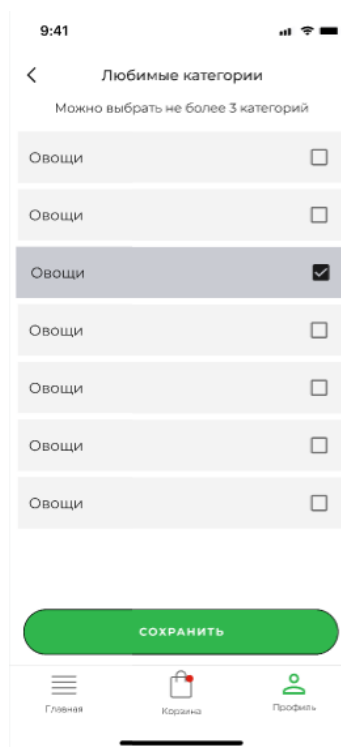 9:41
Любимые категории
Можно выбрать не более 3 категорий
Овощи
Овощи
Овощи
Овощи
Овощи
Овощи
Овощи
СОХРАНИТЬ
Главная
Корзина
Профиль